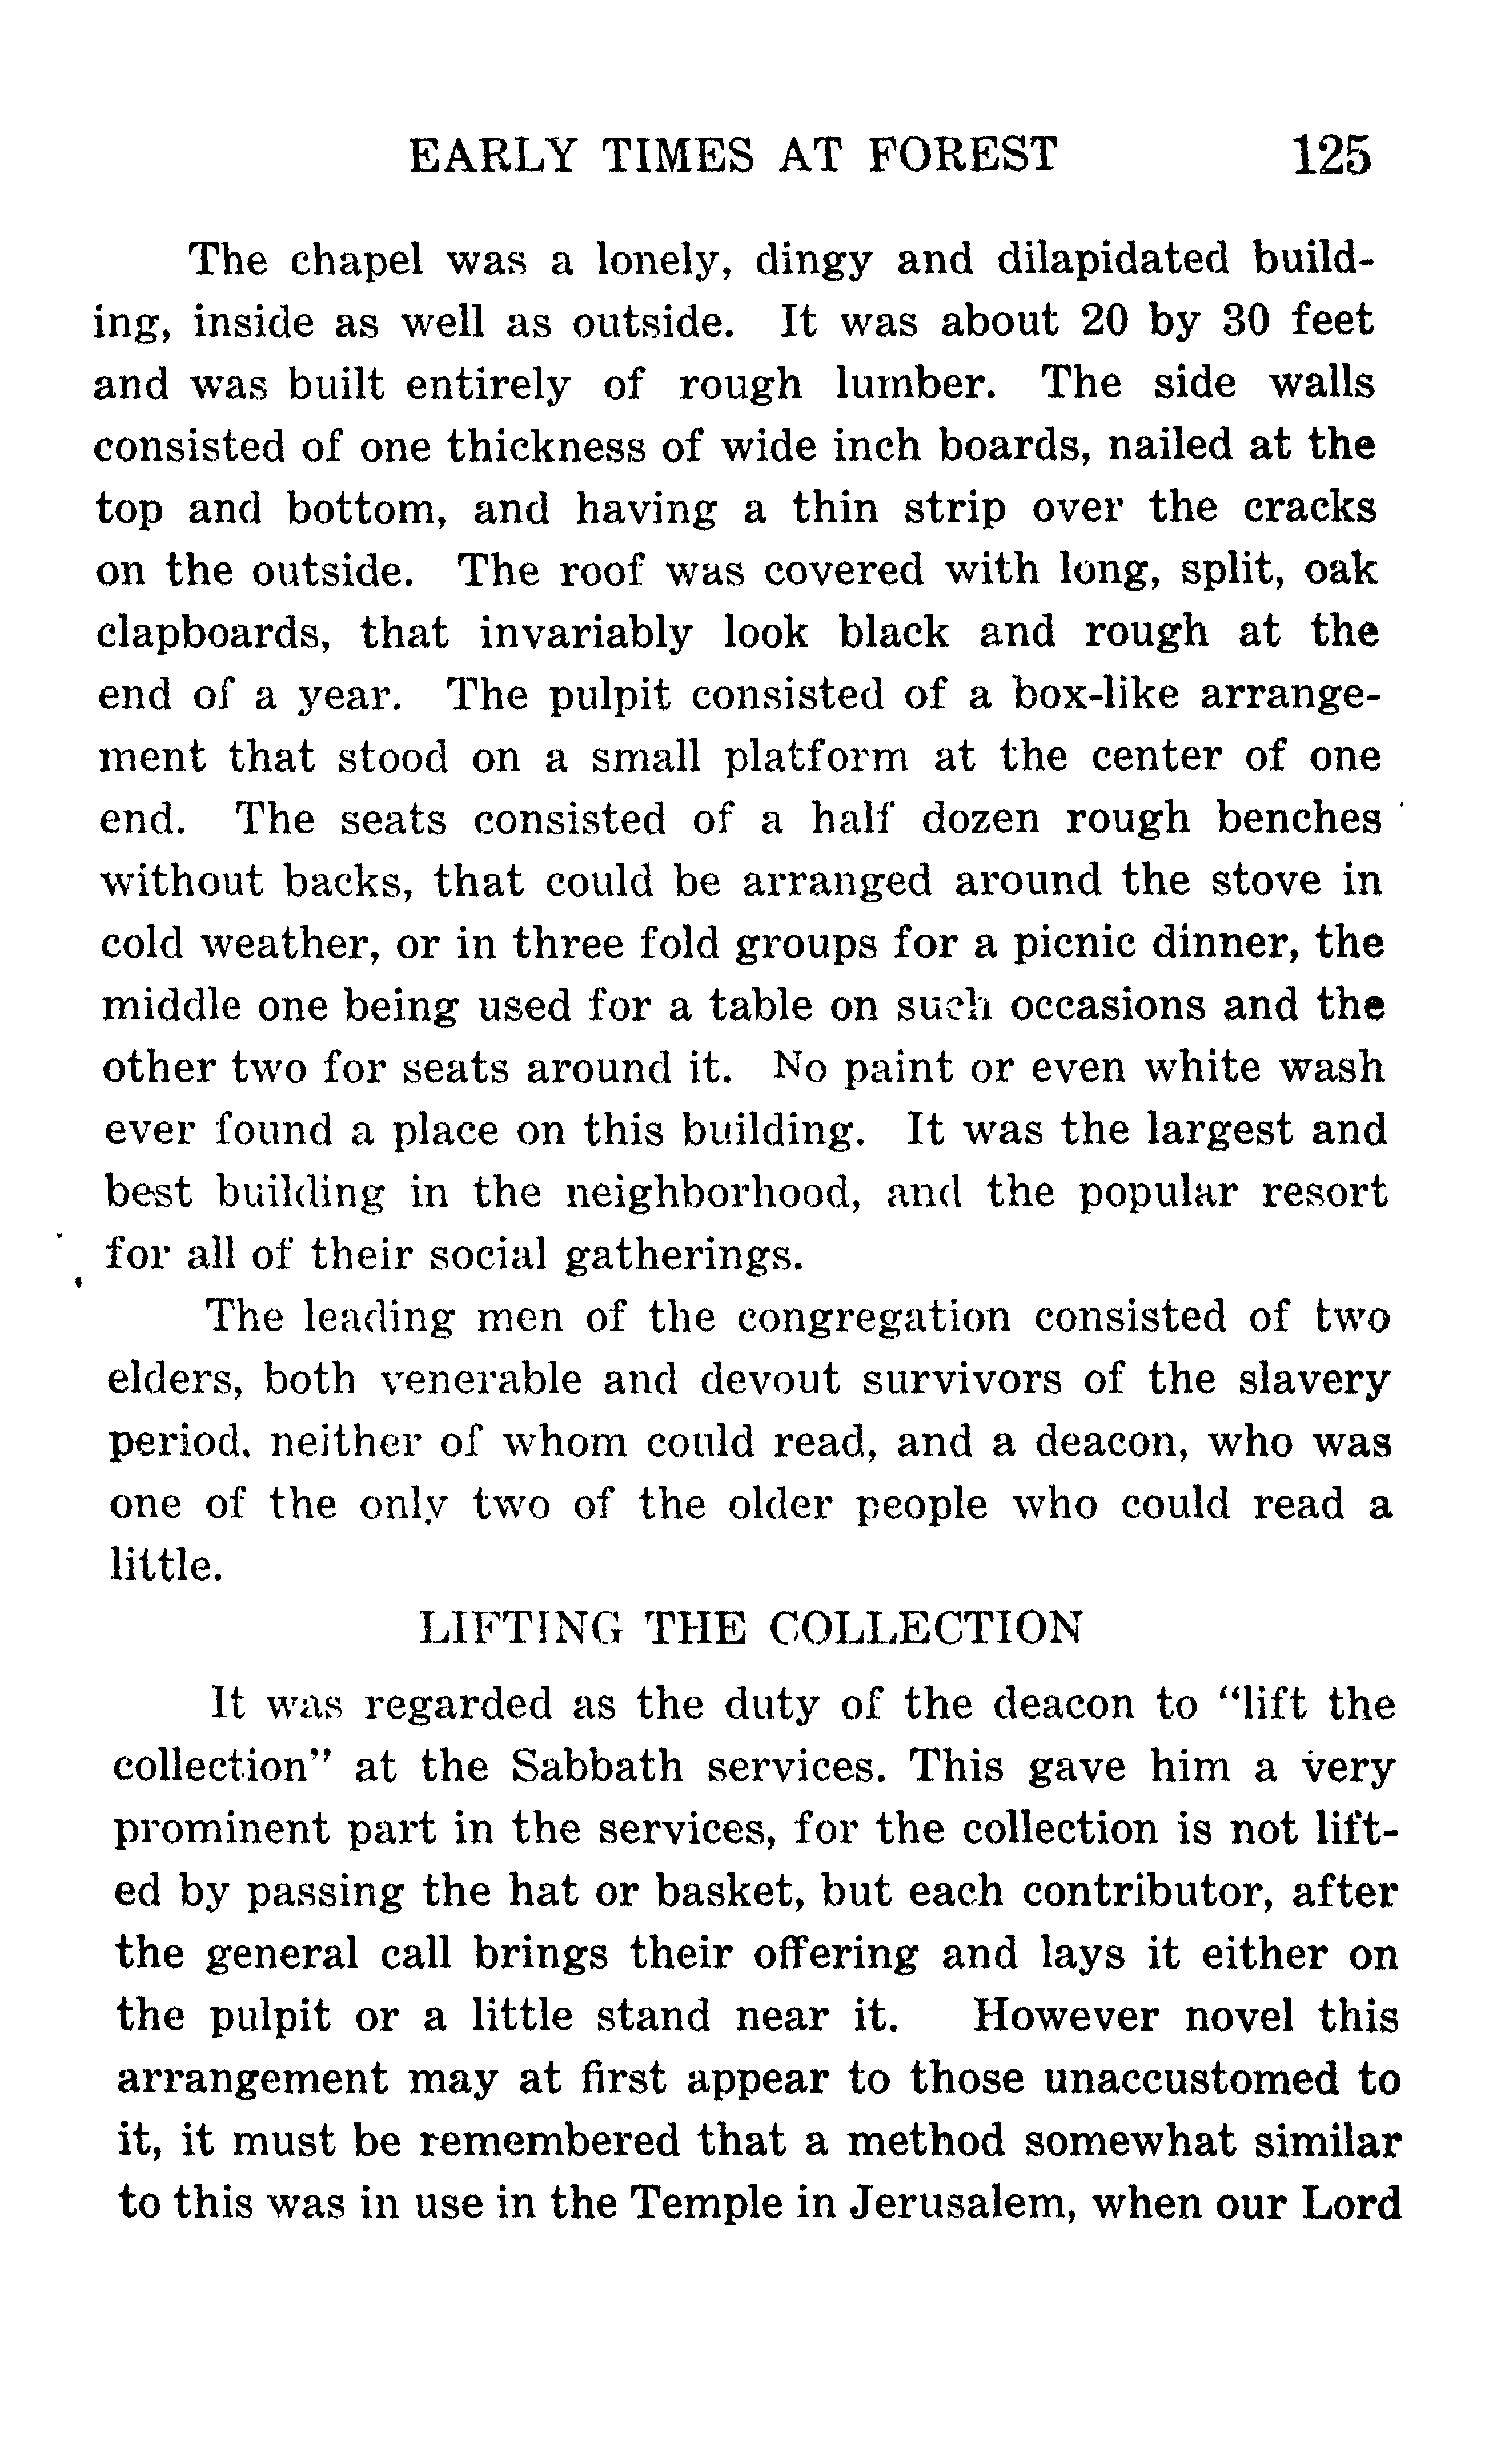 EARLY TIMES AT FOREST 125
The chapel was a lonely, dingy and dilapidated build-
ing, inside as well as outside. It was about 20 by 30 feet
and was built entirely of rough lumber. The side walls
consisted of one thickness of wide inch boards, nailed at the
top and bottom, and having a thin strip over the cracks
on the outside. The roof was covered with long, split, oak
clapboards, that invariably look black and rough at the
end of a year. The pulpit consisted of a box-like arrange-
ment that stood on a small platform at the center of one
end. The seats consisted of a half dozen rough benches
without backs, that could be arranged around the stove in
cold weather, or in three fold groups for a picnic dinner, the
middle one being used for a table on such occasions and the
other two for seats around it. No paint or even white wash
ever found a place on this building. It was the largest and
best building in the neighborhood, and the popular resort
for all of their social gatherings.
The leading men of the congregation consisted of two
elders, both venerable and devout survivors of the slavery
period, neither of whom could read, and a deacon, who was
one of the only two of the older people who could read a
little.
LIFTING THE COLLECTION
It was regarded as the duty of the deacon to "lift the
collection" at the Sabbath services. This gave him a very
prominent part in the services, for the collection is not lift-
ed by passing the hat or basket, but each contributor, after
the general call brings their offering and lays it either on
the pulpit or a little stand near it. However novel this
arrangement may at first appear to those unaccustomed to
it, it must be remembered that a method somewhat similar
to this was in use in the Temple in Jerusalem, when our Lord